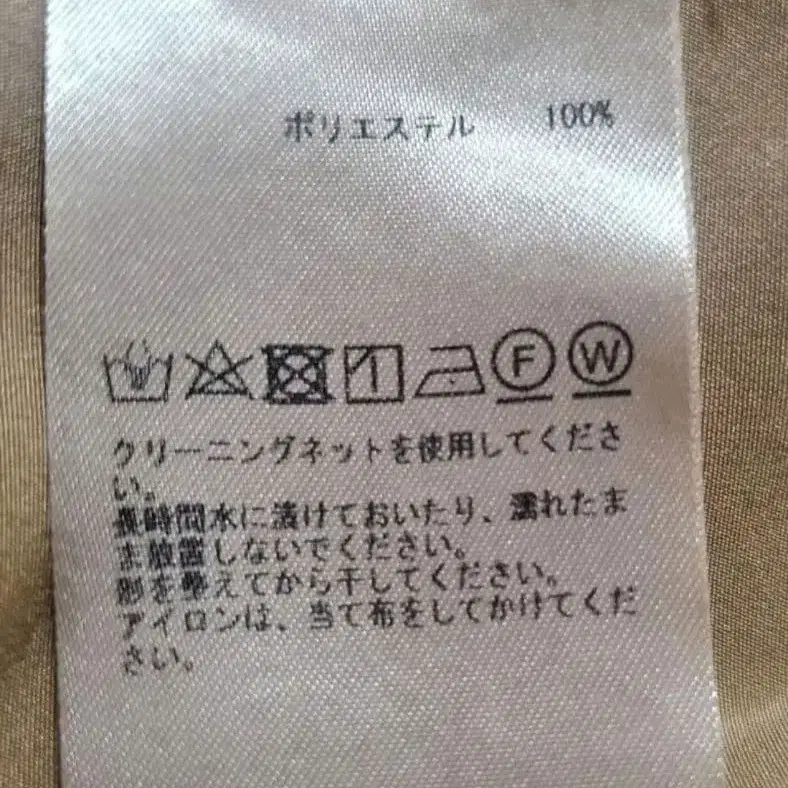 ポリエステル 100%
F W
クリーニングネットを使用してくださ
い。
長時間水に漬けておいたり、濡れたま
ま放置しないでください。
形を整えてから干してください。
アイロンは、当て布をしてかけてくだ
さい。